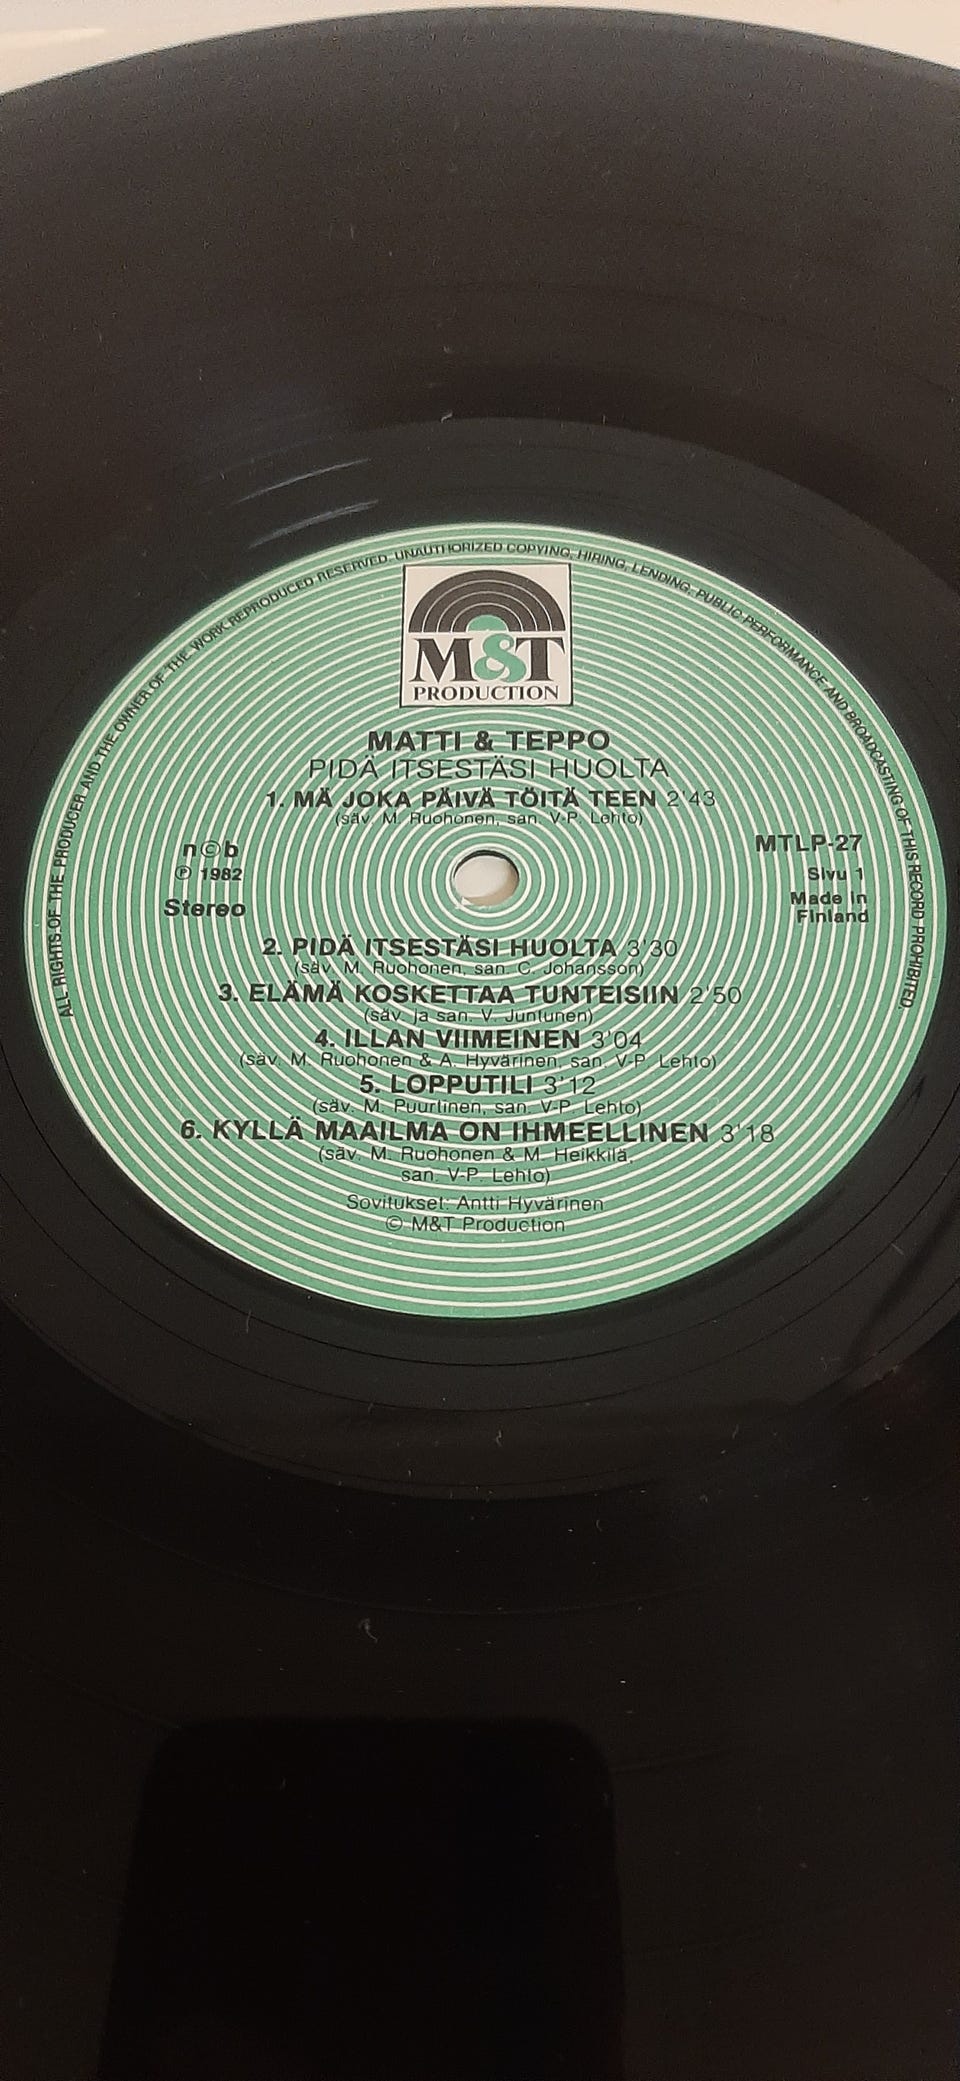 ALL RIGHTS OF THE PRODUCER AND THE OWNER OF THE WORK REPRODUCED RESERVED. UNAUTHORIZED COPYING, HIRING, LENDING, PUBLIC PERFORMANCE AND BROADCASTING OF THIS RECORD PROHIBITED.
M&T
PRODUCTION
MATTI & TEPPO
PIDÄ ITSESTÄSI HUOLTA
1. MÄ JOKA PÄIVÄ TÖITÄ TEEN 2'43
(säv. M. Ruohonen, san. V-P. Lehto)
n©b
℗ 1982
Stereo
MTLP-27
Sivu 1
Made in
Finland
2. PIDÄ ITSESTÄSI HUOLTA 3'30
(säv. M. Ruohonen, san. C. Johansson)
3. ELÄMÄ KOSKETTAA TUNTEISIIN 2'50
(säv. ja san. V. Juntunen)
4. ILLAN VIIMEINEN 3'04
(säv. M. Ruohonen & A. Hyvärinen, san. V-P. Lehto)
5. LOPPUTILI 3'12
(säv. M. Puurtinen, san. V-P. Lehto)
6. KYLLÄ MAAILMA ON IHMEELLINEN 3'18
(säv. M. Ruohonen & M. Heikkilä,
san. V-P. Lehto)
Sovitukset: Antti Hyvärinen
© M&T Production